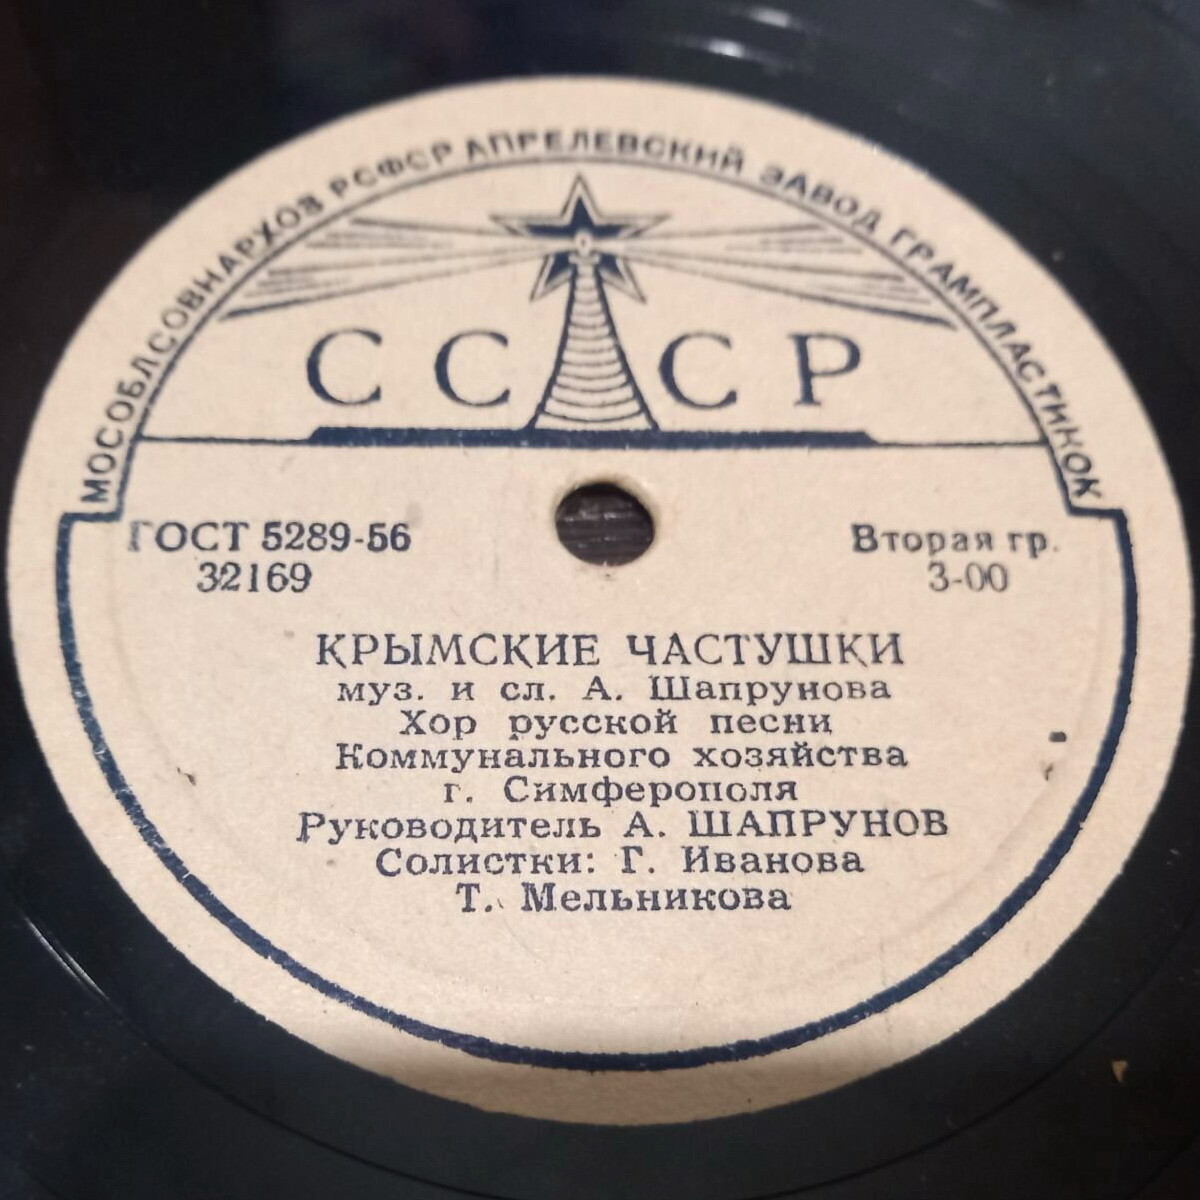 МОСОБЛСОВНАРХОЗ РСФСР АПРЕЛЕВСКИЙ ЗАВОД ГРАМПЛАСТИНОК
СССР
ГОСТ 5289-56
32169
Вторая гр.
3-00
КРЫМСКИЕ ЧАСТУШКИ
муз. и сл. А. Шапрунова
Хор русской песни
Коммунального хозяйства
г. Симферополя
Руководитель А. ШАПРУНОВ
Солистки: Г. Иванова
Т. Мельникова